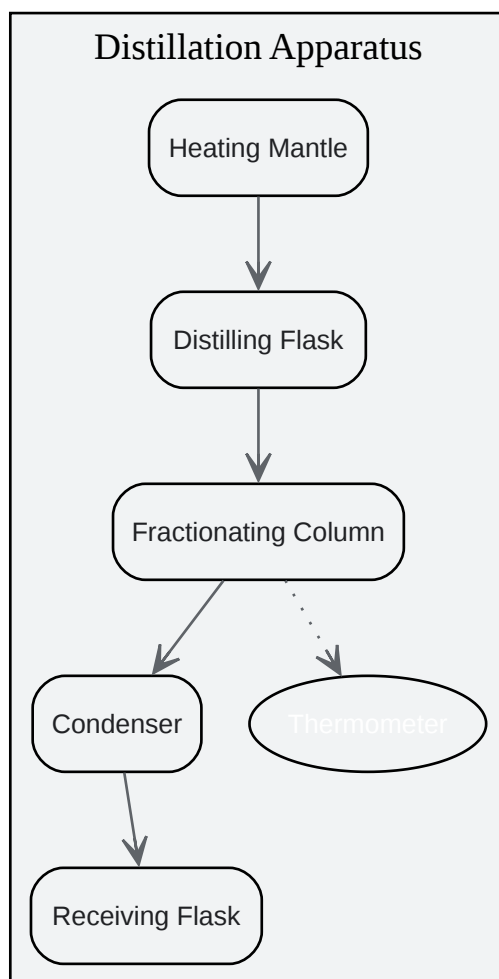 Distillation Apparatus
Heating Mantle
Distilling Flask
Fractionating Column
Condenser
Thermometer
Receiving Flask